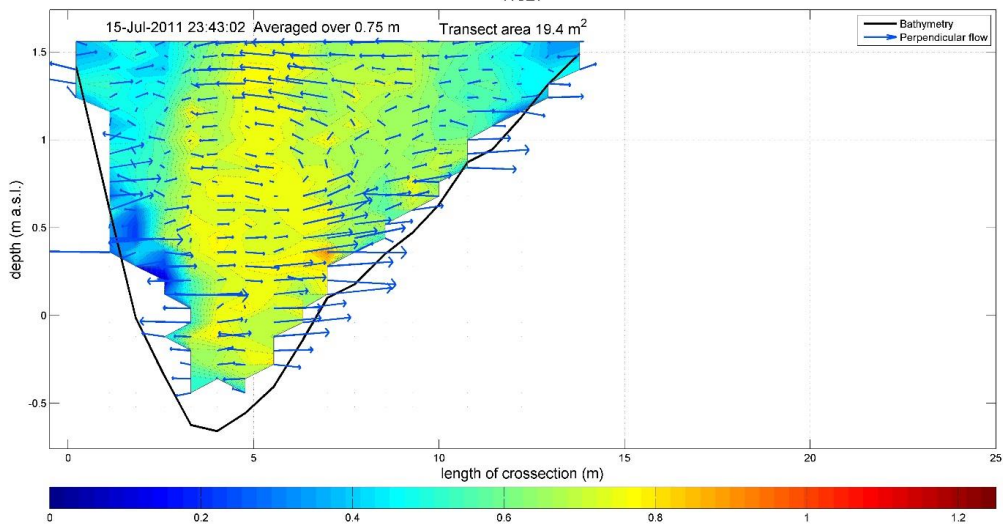 15-Jul-2011 23:43:02 Averaged over 0.75 m
Transect area 19.4 m²
Bathymetry
Perpendicular flow
depth (m a.s.l.)
1.5
1
0.5
0
-0.5
0 5 10 15 20 25
length of crossection (m)
0 0.2 0.4 0.6 0.8 1 1.2